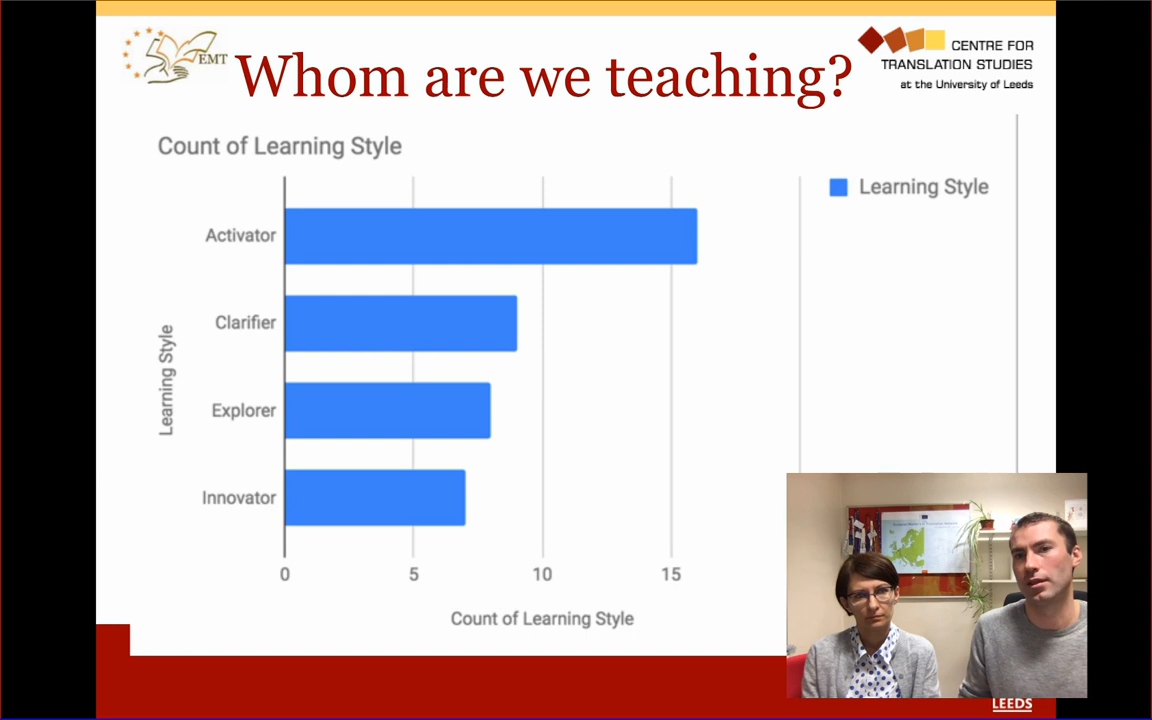 EMT
Whom are we teaching?
CENTRE FOR
TRANSLATION STUDIES
at the University of Leeds
Count of Learning Style
Learning Style
Activator
Clarifier
Explorer
Innovator
Learning Style
0 5 10 15
Count of Learning Style
LEEDS